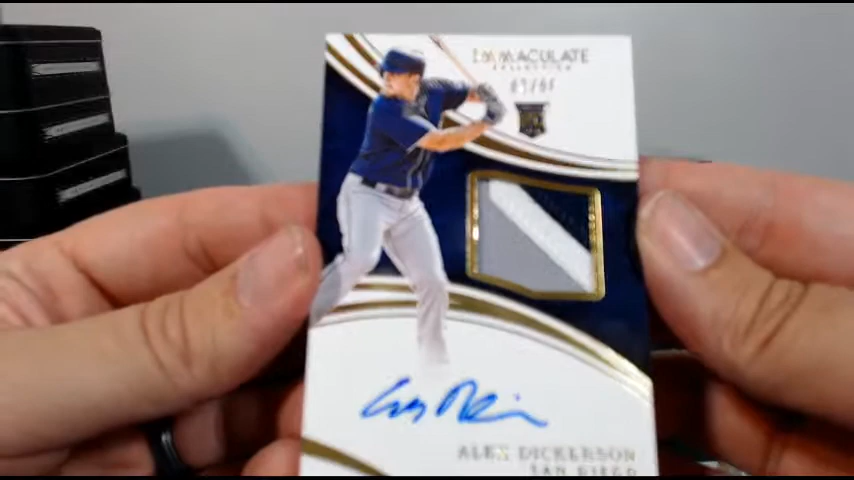 IMMACULATE
COLLECTION
ALEX DICKERSON
SAN DIEGO